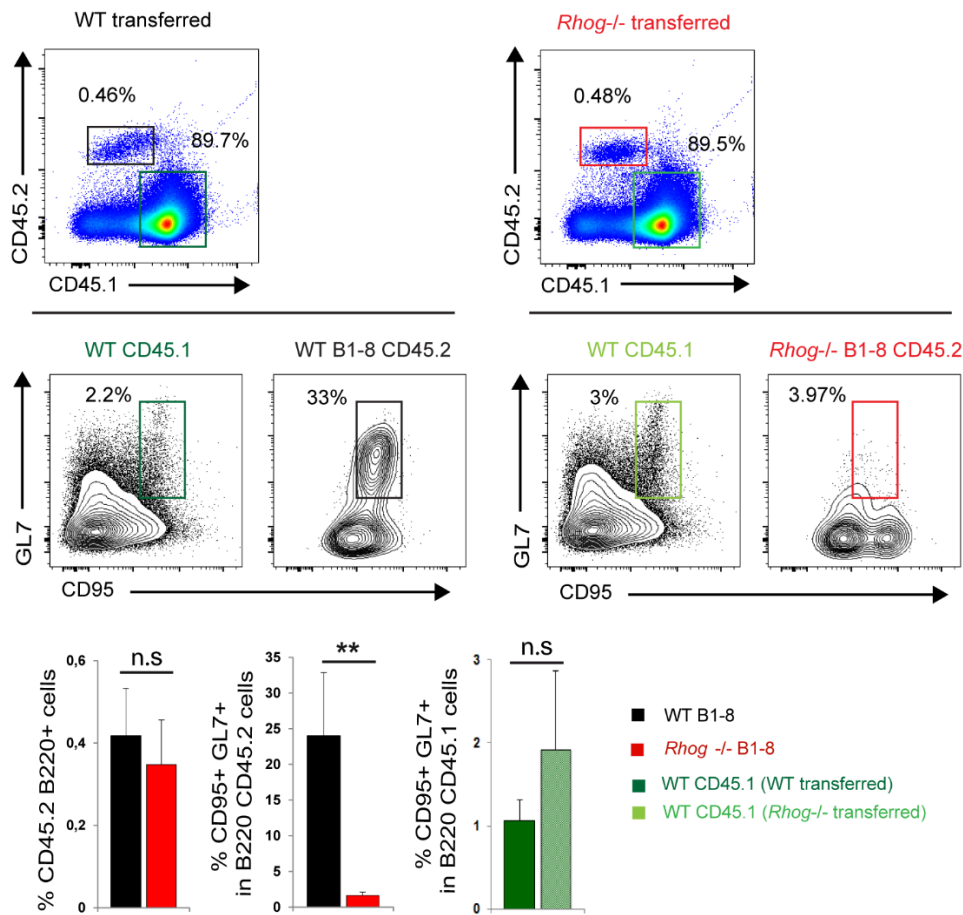 WT transferred
Rhog-/- transferred
CD45.2
0.46%
89.7%
CD45.1
CD45.2
0.48%
89.5%
CD45.1
WT CD45.1
WT B1-8 CD45.2
WT CD45.1
Rhog-/- B1-8 CD45.2
GL7
2.2%
33%
CD95
GL7
3%
3.97%
CD95
% CD45.2 B220+ cells
0,6
0,4
0,2
0
n.s
% CD95+ GL7+
in B220 CD45.2 cells
35
30
25
20
15
10
5
0
**
% CD95+ GL7+
in B220 CD45.1 cells
3
2
1
0
n.s
WT B1-8
Rhog -/- B1-8
WT CD45.1 (WT transferred)
WT CD45.1 (Rhog-/- transferred)